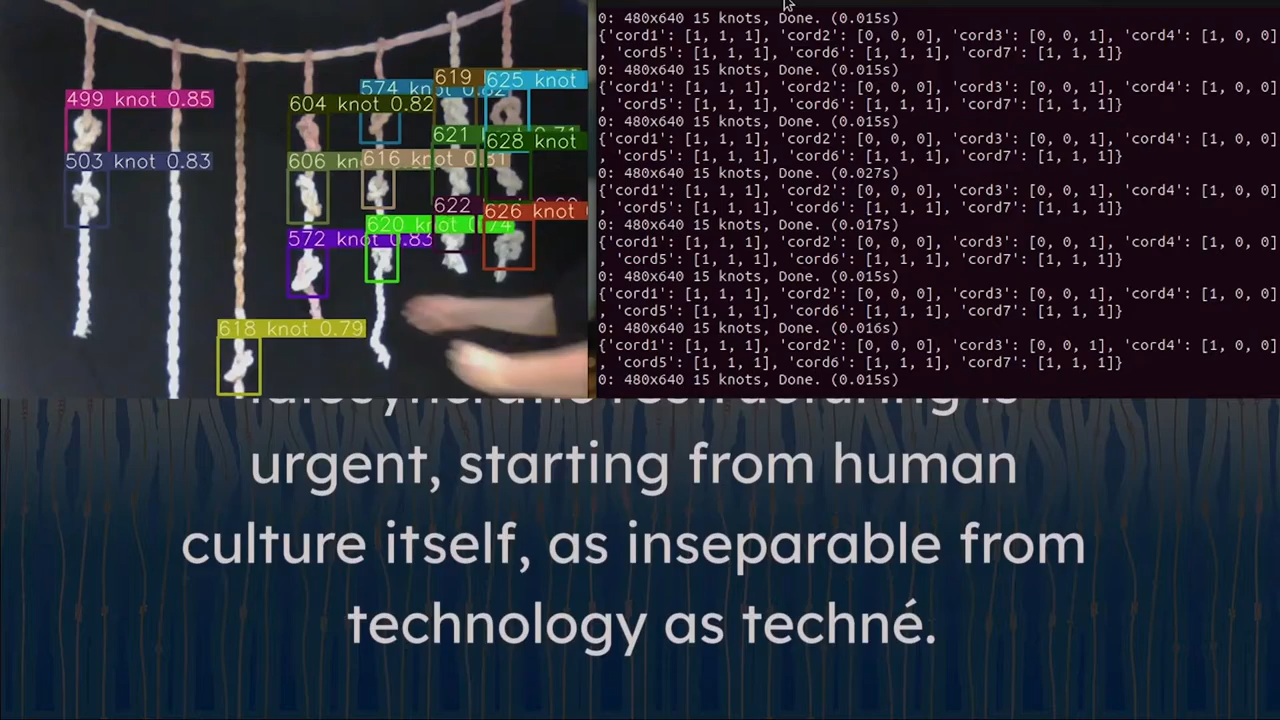 499 knot 0.85
503 knot 0.83
604 knot 0.82
574 knot 0.82
619
625 knot
606 kn
616 knot 0.81
621
628 knot
622
626 knot
572 knot 0.83
620 knot 0.74
618 knot 0.79
0: 480x640 15 knots, Done. (0.015s)
{'cord1': [1, 1, 1], 'cord2': [0, 0, 0], 'cord3': [0, 0, 1], 'cord4': [1, 0, 0]
, 'cord5': [1, 1, 1], 'cord6': [1, 1, 1], 'cord7': [1, 1, 1]}
0: 480x640 15 knots, Done. (0.015s)
{'cord1': [1, 1, 1], 'cord2': [0, 0, 0], 'cord3': [0, 0, 1], 'cord4': [1, 0, 0]
, 'cord5': [1, 1, 1], 'cord6': [1, 1, 1], 'cord7': [1, 1, 1]}
0: 480x640 15 knots, Done. (0.015s)
{'cord1': [1, 1, 1], 'cord2': [0, 0, 0], 'cord3': [0, 0, 1], 'cord4': [1, 0, 0]
, 'cord5': [1, 1, 1], 'cord6': [1, 1, 1], 'cord7': [1, 1, 1]}
0: 480x640 15 knots, Done. (0.027s)
{'cord1': [1, 1, 1], 'cord2': [0, 0, 0], 'cord3': [0, 0, 1], 'cord4': [1, 0, 0]
, 'cord5': [1, 1, 1], 'cord6': [1, 1, 1], 'cord7': [1, 1, 1]}
0: 480x640 15 knots, Done. (0.017s)
{'cord1': [1, 1, 1], 'cord2': [0, 0, 0], 'cord3': [0, 0, 1], 'cord4': [1, 0, 0]
, 'cord5': [1, 1, 1], 'cord6': [1, 1, 1], 'cord7': [1, 1, 1]}
0: 480x640 15 knots, Done. (0.015s)
{'cord1': [1, 1, 1], 'cord2': [0, 0, 0], 'cord3': [0, 0, 1], 'cord4': [1, 0, 0]
, 'cord5': [1, 1, 1], 'cord6': [1, 1, 1], 'cord7': [1, 1, 1]}
0: 480x640 15 knots, Done. (0.016s)
{'cord1': [1, 1, 1], 'cord2': [0, 0, 0], 'cord3': [0, 0, 1], 'cord4': [1, 0, 0]
, 'cord5': [1, 1, 1], 'cord6': [1, 1, 1], 'cord7': [1, 1, 1]}
0: 480x640 15 knots, Done. (0.015s)
restructuring is
urgent, starting from human
culture itself, as inseparable from
technology as techné.